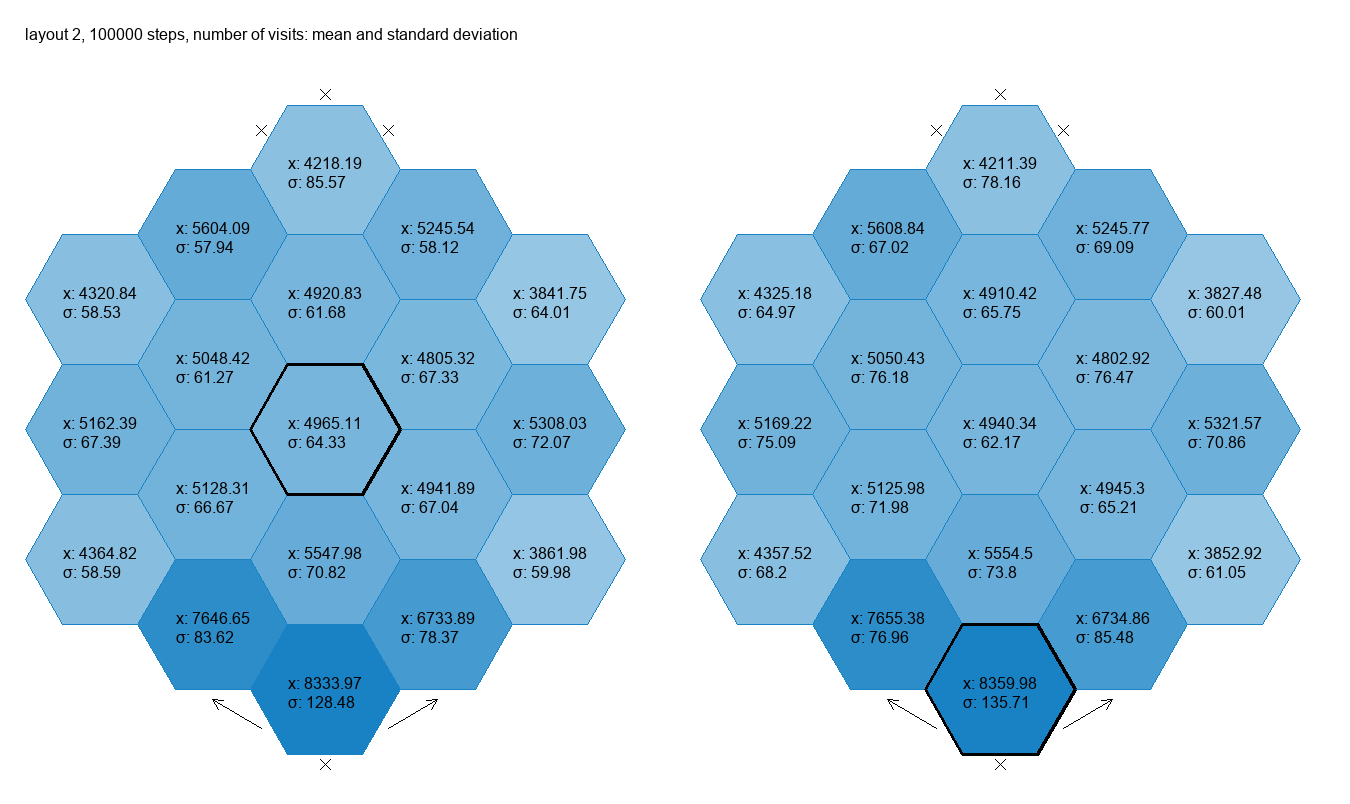 layout 2, 100000 steps, number of visits: mean and standard deviation
x: 4218.19
σ: 85.57
x: 5604.09
σ: 57.94
x: 5245.54
σ: 58.12
x: 4320.84
σ: 58.53
x: 4920.83
σ: 61.68
x: 3841.75
σ: 64.01
x: 5048.42
σ: 61.27
x: 4805.32
σ: 67.33
x: 5162.39
σ: 67.39
x: 4965.11
σ: 64.33
x: 5308.03
σ: 72.07
x: 5128.31
σ: 66.67
x: 4941.89
σ: 67.04
x: 4364.82
σ: 58.59
x: 5547.98
σ: 70.82
x: 3861.98
σ: 59.98
x: 7646.65
σ: 83.62
x: 6733.89
σ: 78.37
x: 8333.97
σ: 128.48
x: 4211.39
σ: 78.16
x: 5608.84
σ: 67.02
x: 5245.77
σ: 69.09
x: 4325.18
σ: 64.97
x: 4910.42
σ: 65.75
x: 3827.48
σ: 60.01
x: 5050.43
σ: 76.18
x: 4802.92
σ: 76.47
x: 5169.22
σ: 75.09
x: 4940.34
σ: 62.17
x: 5321.57
σ: 70.86
x: 5125.98
σ: 71.98
x: 4945.3
σ: 65.21
x: 4357.52
σ: 68.2
x: 5554.5
σ: 73.8
x: 3852.92
σ: 61.05
x: 7655.38
σ: 76.96
x: 6734.86
σ: 85.48
x: 8359.98
σ: 135.71